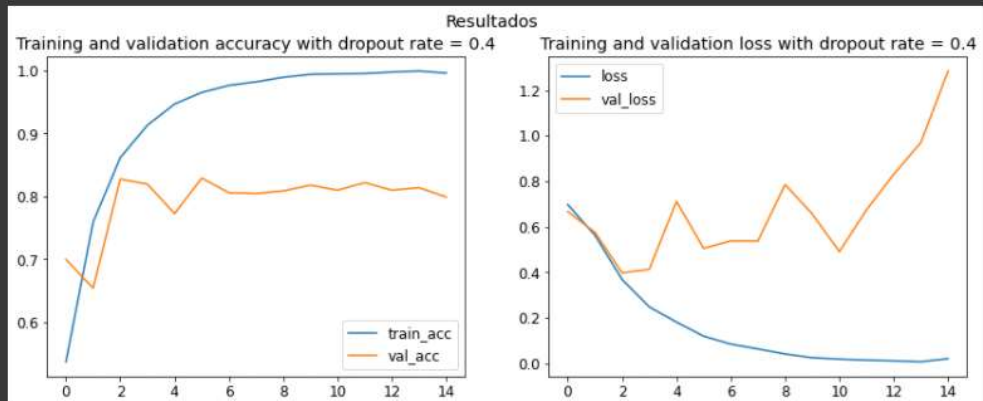 Resultados
Training and validation accuracy with dropout rate = 0.4
1.0
0.9
0.8
0.7
0.6
train_acc
val_acc
0 2 4 6 8 10 12 14
Training and validation loss with dropout rate = 0.4
loss
val_loss
1.2
1.0
0.8
0.6
0.4
0.2
0.0
0 2 4 6 8 10 12 14